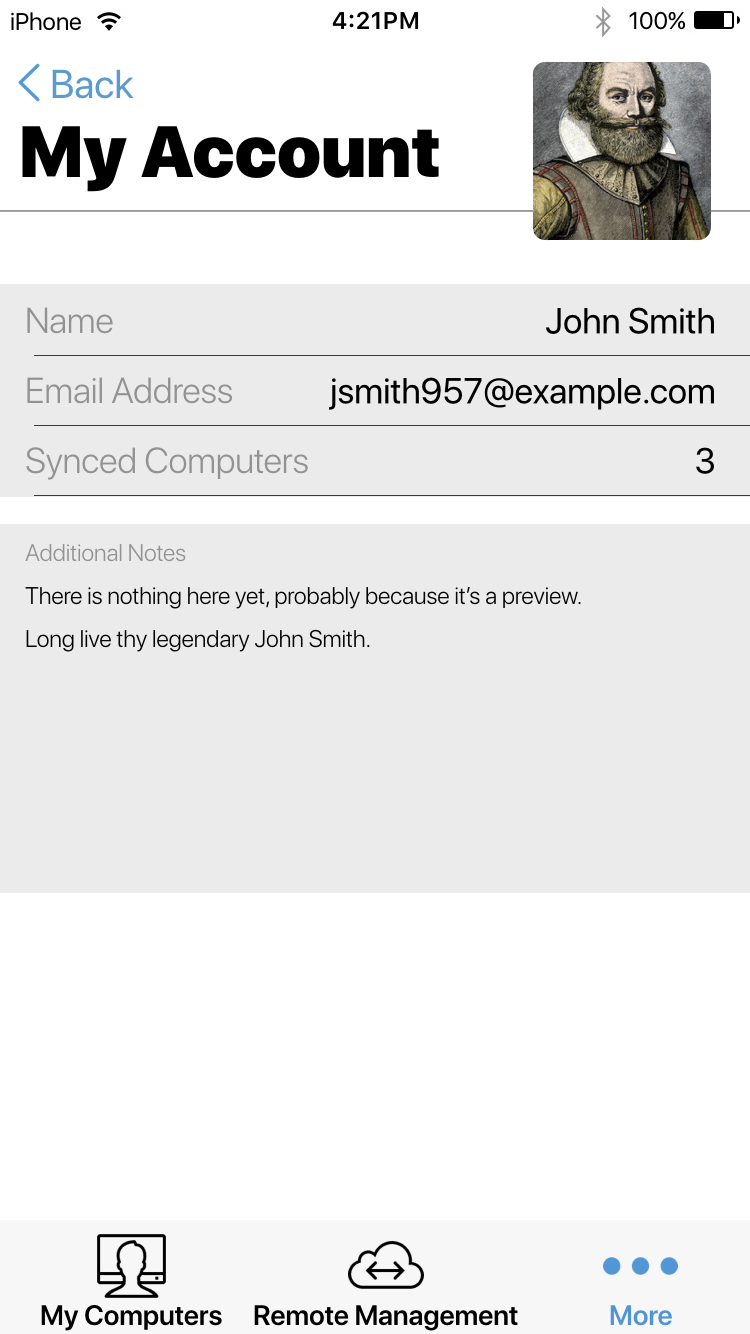 iPhone 4:21PM 100%
Back
My Account
Name John Smith
Email Address jsmith957@example.com
Synced Computers 3
Additional Notes
There is nothing here yet, probably because it’s a preview.
Long live thy legendary John Smith.
My Computers Remote Management More